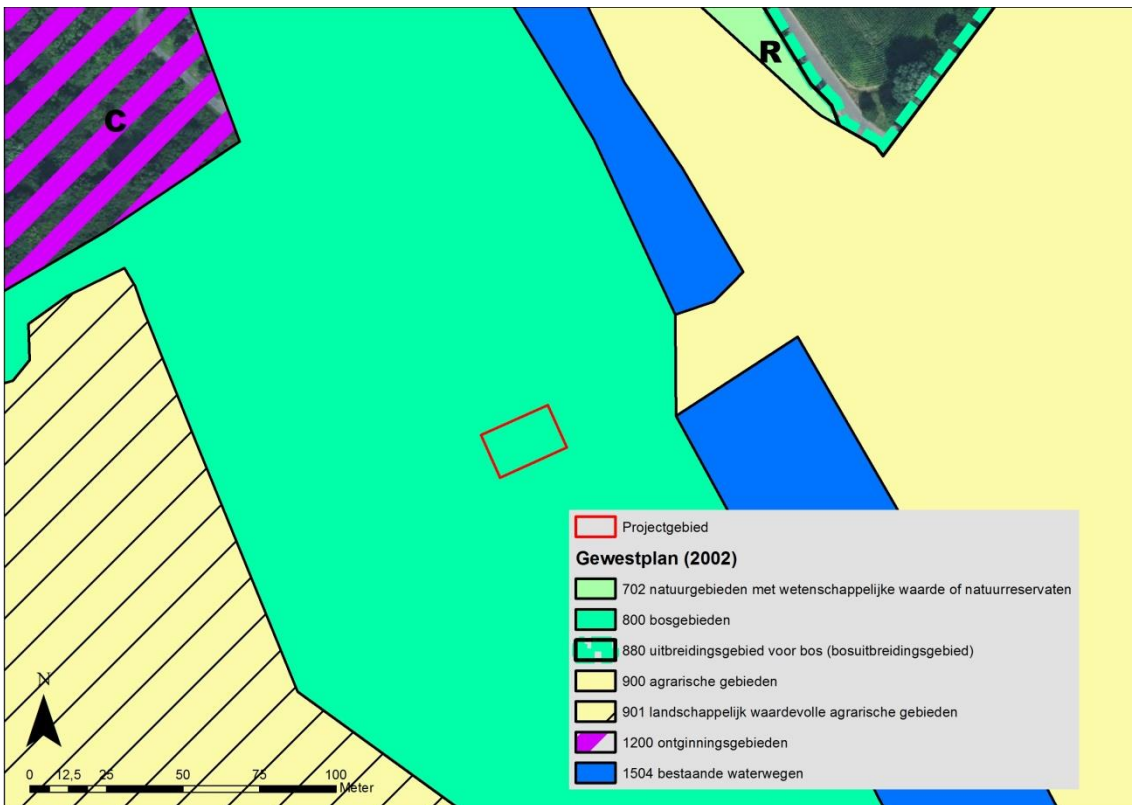 R
C
Projectgebied
Gewestplan (2002)
702 natuurgebieden met wetenschappelijke waarde of natuurreservaten
800 bosgebieden
880 uitbreidingsgebied voor bos (bosuitbreidingsgebied)
900 agrarische gebieden
901 landschappelijk waardevolle agrarische gebieden
1200 ontginningsgebieden
1504 bestaande waterwegen
N
0 12,5 25 50 75 100
Meter